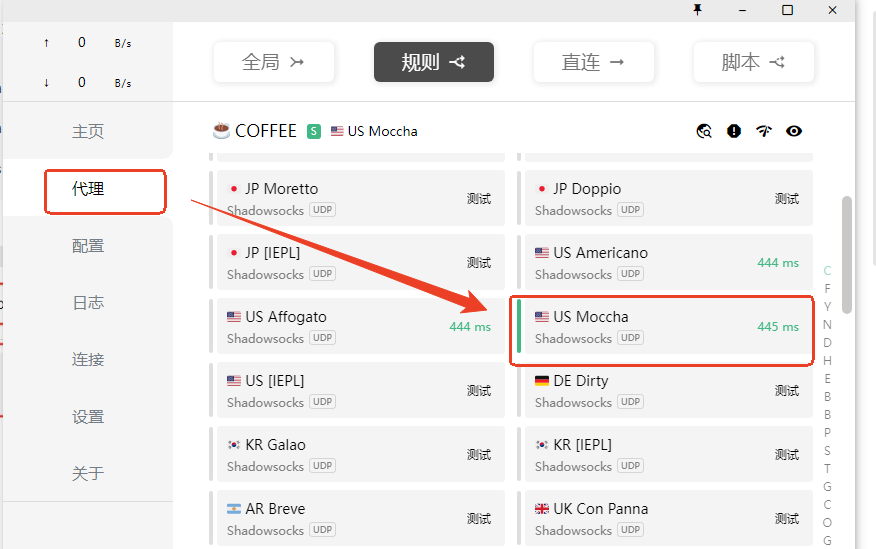 ↑ 0 B/s
↓ 0 B/s
全局
规则
直连
脚本
主页
代理
配置
日志
连接
设置
关于
COFFEE S US Moccha
JP Moretto
Shadowsocks UDP
测试
JP Doppio
Shadowsocks UDP
测试
JP [IEPL]
Shadowsocks UDP
测试
US Americano
Shadowsocks UDP
444 ms
US Affogato
Shadowsocks UDP
444 ms
US Moccha
Shadowsocks UDP
445 ms
US [IEPL]
Shadowsocks UDP
测试
DE Dirty
Shadowsocks UDP
测试
KR Galao
Shadowsocks UDP
测试
KR [IEPL]
Shadowsocks UDP
测试
AR Breve
Shadowsocks UDP
测试
UK Con Panna
Shadowsocks UDP
测试
C
F
Y
N
D
H
E
B
B
P
S
T
G
C
O
G